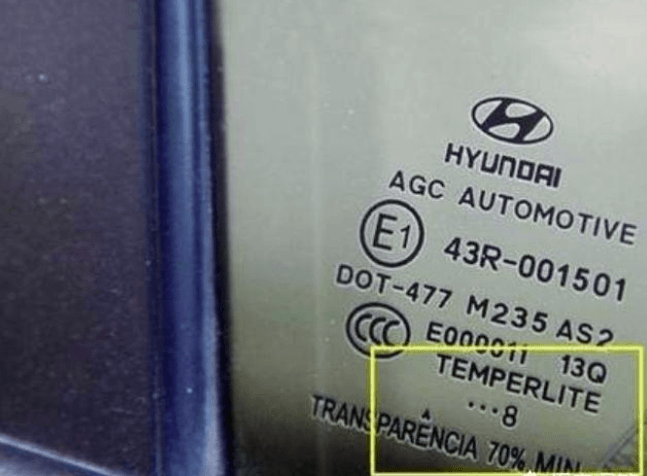 HYUNDAI
AGC AUTOMOTIVE
E1 43R-001501
DOT-477 M235 AS2
CCC E000011 13Q
TEMPERLITE
...8
TRANSPARÊNCIA 70% MIN